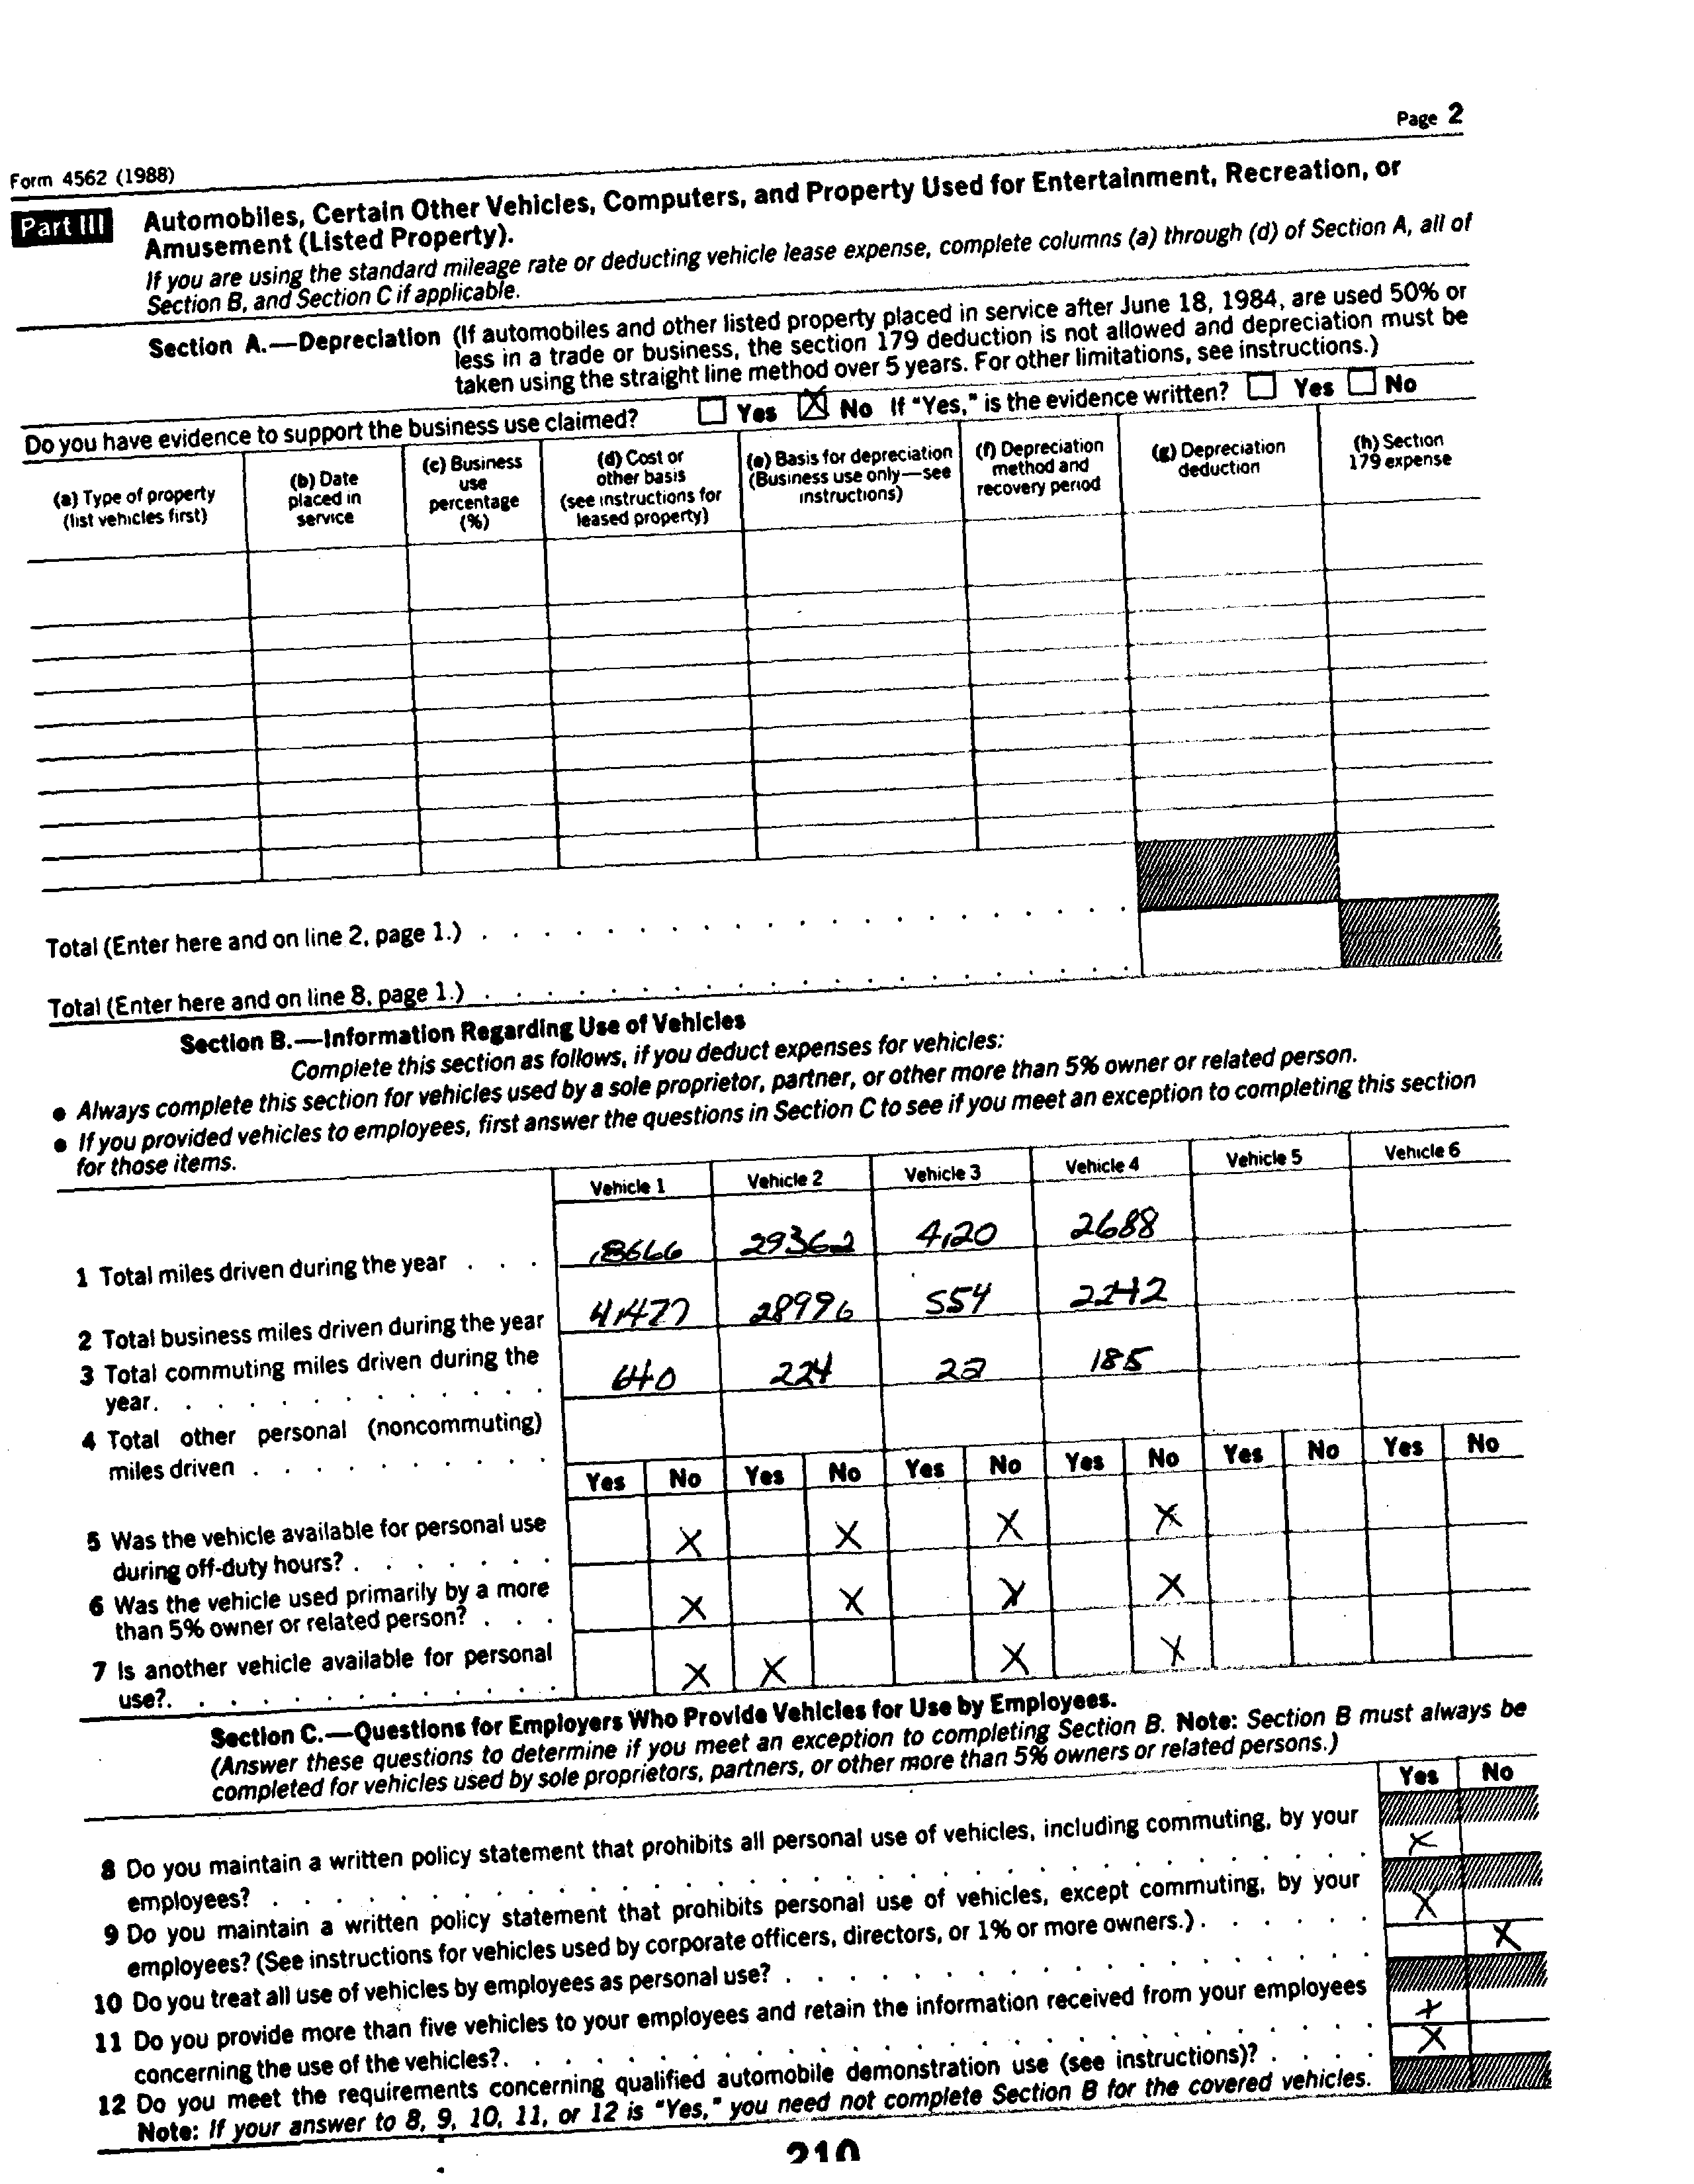 Page 2
Form 4562 (1988)
Part III Automobiles, Certain Other Vehicles, Computers, and Property Used for Entertainment, Recreation, or
Amusement (Listed Property).
If you are using the standard mileage rate or deducting vehicle lease expense, complete columns (a) through (d) of Section A, all of
Section B, and Section C if applicable.
Section A.—Depreciation (If automobiles and other listed property placed in service after June 18, 1984, are used 50% or
less in a trade or business, the section 179 deduction is not allowed and depreciation must be
taken using the straight line method over 5 years. For other limitations, see instructions.)
Do you have evidence to support the business use claimed? Yes X No If "Yes," is the evidence written? Yes No
(a) Type of property
(list vehicles first)
(b) Date
placed in
service
(c) Business
use
percentage
(%)
(d) Cost or
other basis
(see instructions for
leased property)
(e) Basis for depreciation
(Business use only—see
instructions)
(f) Depreciation
method and
recovery period
(g) Depreciation
deduction
(h) Section
179 expense
Total (Enter here and on line 2, page 1.) . . . . . . . . . . . . . . . . . . . . .
Total (Enter here and on line 8, page 1.) . . . . . . . . . . . . . . . . . . . . .
Section B.—Information Regarding Use of Vehicles
Complete this section as follows, if you deduct expenses for vehicles:
● Always complete this section for vehicles used by a sole proprietor, partner, or other more than 5% owner or related person.
● If you provided vehicles to employees, first answer the questions in Section C to see if you meet an exception to completing this section
for those items.
Vehicle 1 Vehicle 2 Vehicle 3 Vehicle 4 Vehicle 5 Vehicle 6
1 Total miles driven during the year . . . 29362 2688
2 Total business miles driven during the year 28996 554
3 Total commuting miles driven during the
year. . . . . . . . . . . . . 640 224 22 185
4 Total other personal (noncommuting)
miles driven . . . . . . . . . .
Yes No Yes No Yes No Yes No Yes No Yes No
5 Was the vehicle available for personal use
during off-duty hours? . . . . . . . X X X X
6 Was the vehicle used primarily by a more
than 5% owner or related person? . . . X X X X
7 Is another vehicle available for personal
use?. . . . . . . . . . . . . X X X X
Section C.—Questions for Employers Who Provide Vehicles for Use by Employees.
(Answer these questions to determine if you meet an exception to completing Section B. Note: Section B must always be
completed for vehicles used by sole proprietors, partners, or other more than 5% owners or related persons.)
Yes No
8 Do you maintain a written policy statement that prohibits all personal use of vehicles, including commuting, by your
employees? . . . . . . . . . . . . . . . . . . . . . . . . . . . . . . . . . . . X
9 Do you maintain a written policy statement that prohibits personal use of vehicles, except commuting, by your
employees? (See instructions for vehicles used by corporate officers, directors, or 1% or more owners.) . . . . . . X
10 Do you treat all use of vehicles by employees as personal use? . . . . . . . . . . . . . . . . . . . X
11 Do you provide more than five vehicles to your employees and retain the information received from your employees
concerning the use of the vehicles?. . . . . . . . . . . . . . . . . . . . . . . . . . . . X
12 Do you meet the requirements concerning qualified automobile demonstration use (see instructions)? . . . . X
Note: If your answer to 8, 9, 10, 11, or 12 is "Yes," you need not complete Section B for the covered vehicles.
210